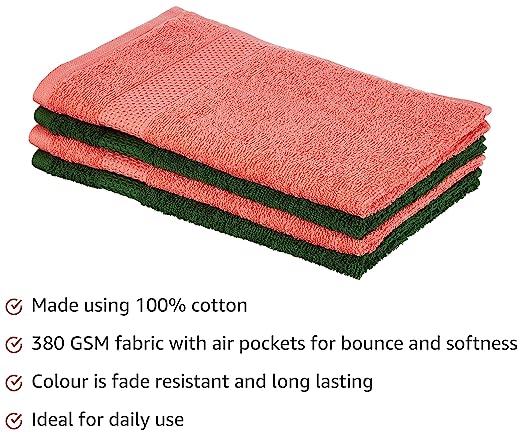 Made using 100% cotton
380 GSM fabric with air pockets for bounce and softness
Colour is fade resistant and long lasting
Ideal for daily use